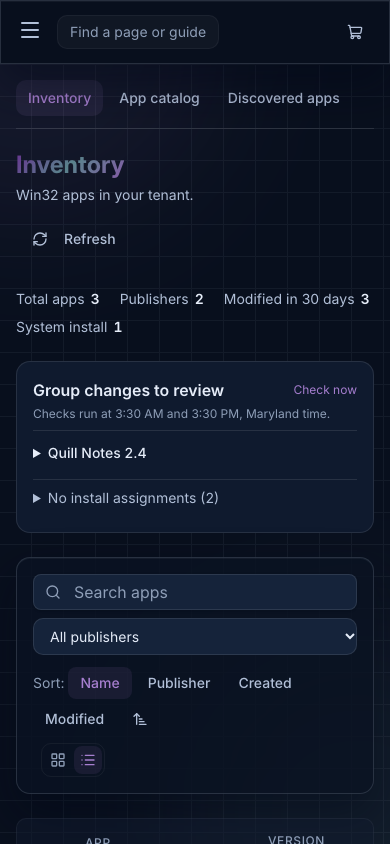 Find a page or guide
Inventory App catalog Discovered apps
Inventory
Win32 apps in your tenant.
Refresh
Total apps 3 Publishers 2 Modified in 30 days 3
System install 1
Group changes to review Check now
Checks run at 3:30 AM and 3:30 PM, Maryland time.
Quill Notes 2.4
No install assignments (2)
Search apps
All publishers
Sort: Name Publisher Created
Modified
APP VERSION